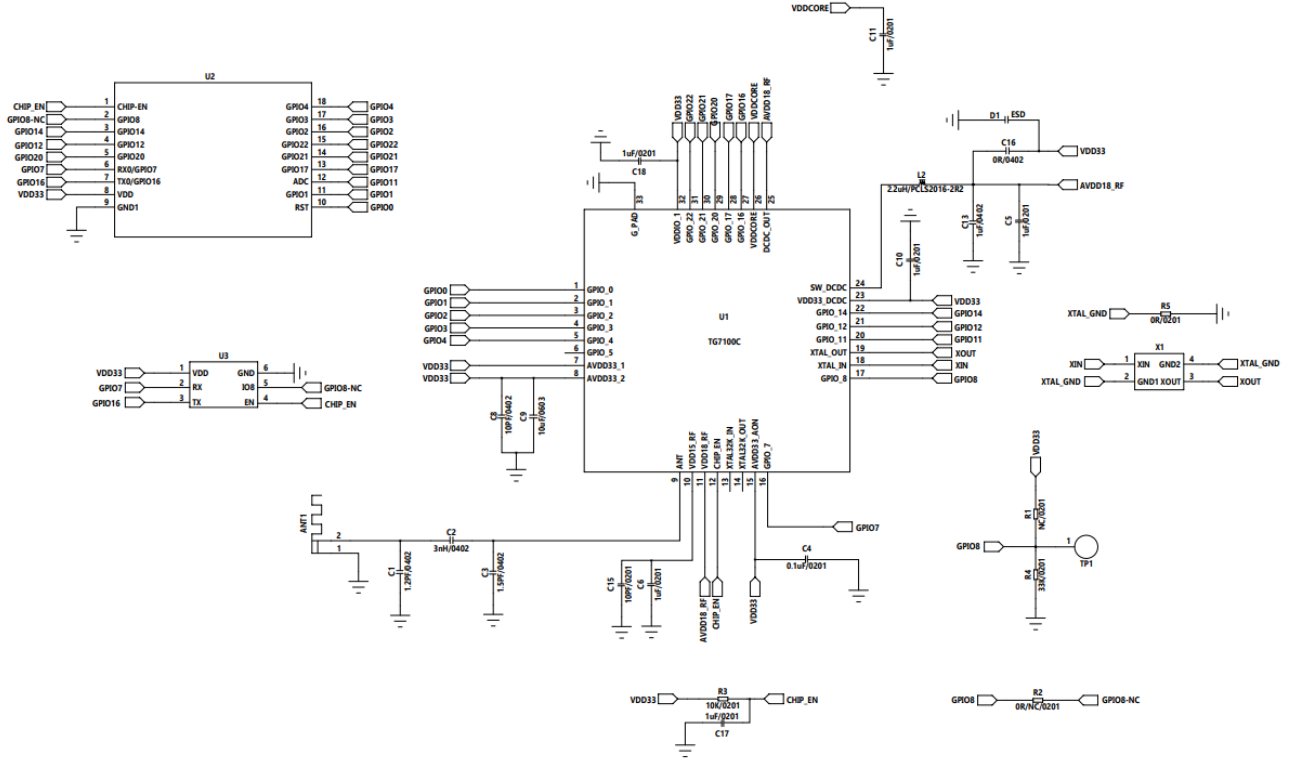 VDDCORE
C11
1uF/0201
U2
CHIP_EN 1 CHIP-EN GPIO4 18 GPIO4
GPIO8-NC 2 GPIO8 GPIO3 17 GPIO3
GPIO14 3 GPIO14 GPIO2 16 GPIO2
GPIO12 4 GPIO12 GPIO22 15 GPIO22
GPIO20 5 GPIO20 GPIO21 14 GPIO21
GPIO7 6 RX0/GPIO7 GPIO17 13 GPIO17
GPIO16 7 TX0/GPIO16 ADC 12 GPIO11
VDD33 8 VDD GPIO1 11 GPIO1
9 GND1 RST 10 GPIO0
VDD33
GPIO22
GPIO21
GPIO20
GPIO17
GPIO16
VDDCORE
AVDD18_RF
1uF/0201
C18
33
32
31
30
29
28
27
26
25
G_PAD
VDDIO_1
GPIO_22
GPIO_21
GPIO_20
GPIO_17
GPIO_16
VDDCORE
DCDC_OUT
D1 ESD
C16
0R/0402
VDD33
L2
2.2uH/PCLS2016-2R2
AVDD18_RF
C13
1uF/0402
C5
1uF/0201
C10
1uF/0201
GPIO0 1 GPIO_0
GPIO1 2 GPIO_1
GPIO2 3 GPIO_2
GPIO3 4 GPIO_3
GPIO4 5 GPIO_4
6 GPIO_5
VDD33 7 AVDD33_1
VDD33 8 AVDD33_2
U1
TG7100C
SW_DCDC 24
VDD33_DCDC 23 VDD33
GPIO_14 22 GPIO14
GPIO_12 21 GPIO12
GPIO_11 20 GPIO11
XTAL_OUT 19 XOUT
XTAL_IN 18 XIN
GPIO_8 17 GPIO8
XTAL_GND R5
0R/0201
X1
XIN 1 XIN GND2 4 XTAL_GND
XTAL_GND 2 GND1 XOUT 3 XOUT
U3
VDD33 1 VDD GND 6
GPIO7 2 RX IO8 5 GPIO8-NC
GPIO16 3 TX EN 4 CHIP_EN
C8
10PF/0402
C9
10uF/0603
ANT
VDD15_RF
VDD18_RF
CHIP_EN
XTAL32K_IN
XTAL32K_OUT
AVDD33_AON
GPIO_7
9
10
11
12
13
14
15
16
GPIO7
ANT1
2
1
C2
3nH/0402
C1
1.2PF/0402
C3
1.5PF/0402
C15
10PF/0201
C6
1uF/0201
AVDD18_RF
CHIP_EN
VDD33
C4
0.1uF/0201
VDD33
R1
NC/0201
GPIO8
1
TP1
R4
33K/0201
VDD33 R3 CHIP_EN
10K/0201
1uF/0201
C17
GPIO8 R2 GPIO8-NC
0R/NC/0201